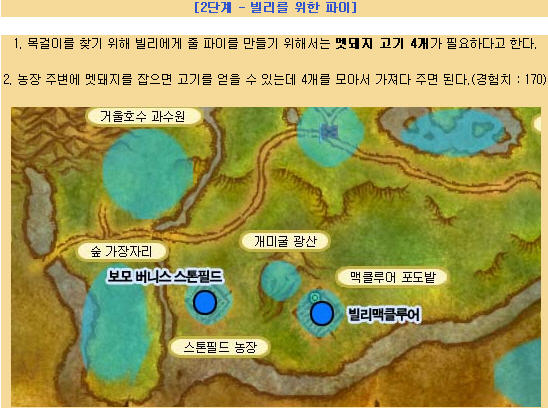 [2단계 - 빌리를 위한 파이]
1. 목걸이를 찾기 위해 빌리에게 줄 파이를 만들기 위해서는 멧돼지 고기 4개가 필요하다고 한다.
2. 농장 주변에 멧돼지를 잡으면 고기를 얻을 수 있는데 4개를 모아서 가져다 주면 된다.(경험치 : 170)
거울호수 과수원
숲 가장자리
개미굴 광산
보모 버니스 스톤필드
맥클루어 포도밭
빌리맥클루어
스톤필드 농장